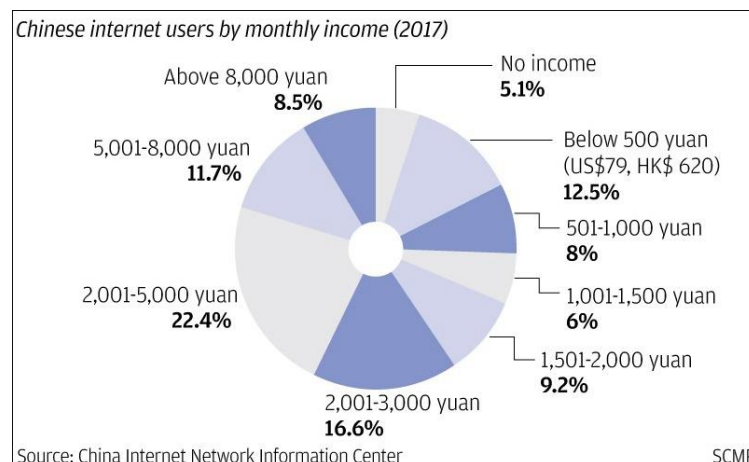 Chinese internet users by monthly income (2017)
No income
5.1%
Below 500 yuan
(US$79, HK$ 620)
12.5%
501-1,000 yuan
8%
1,001-1,500 yuan
6%
1,501-2,000 yuan
9.2%
2,001-3,000 yuan
16.6%
2,001-5,000 yuan
22.4%
5,001-8,000 yuan
11.7%
Above 8,000 yuan
8.5%
Source: China Internet Network Information Center
SCMP